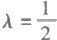 λ = 1/2